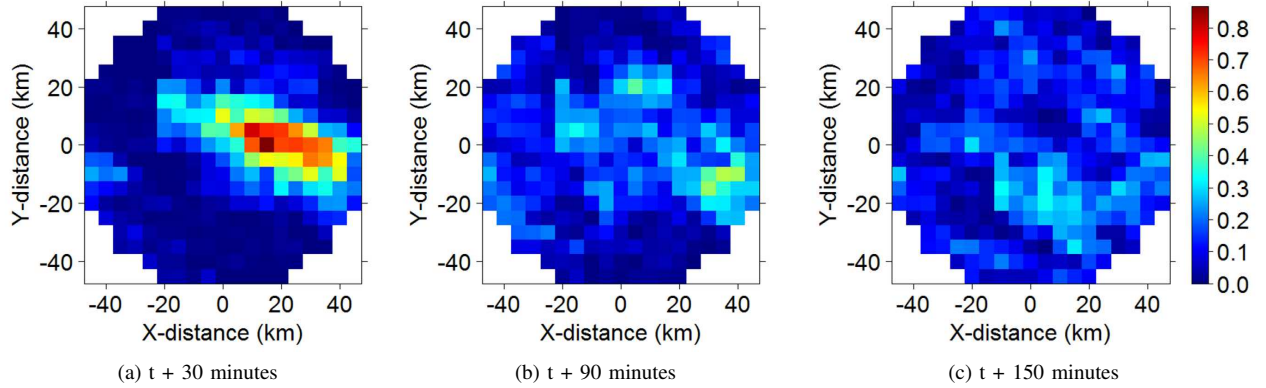 40
20
0
-20
-40
Y-distance (km)
-40 -20 0 20 40
X-distance (km)
(a) t + 30 minutes
40
20
0
-20
-40
Y-distance (km)
-40 -20 0 20 40
X-distance (km)
(b) t + 90 minutes
40
20
0
-20
-40
Y-distance (km)
-40 -20 0 20 40
X-distance (km)
(c) t + 150 minutes
0.8
0.7
0.6
0.5
0.4
0.3
0.2
0.1
0.0